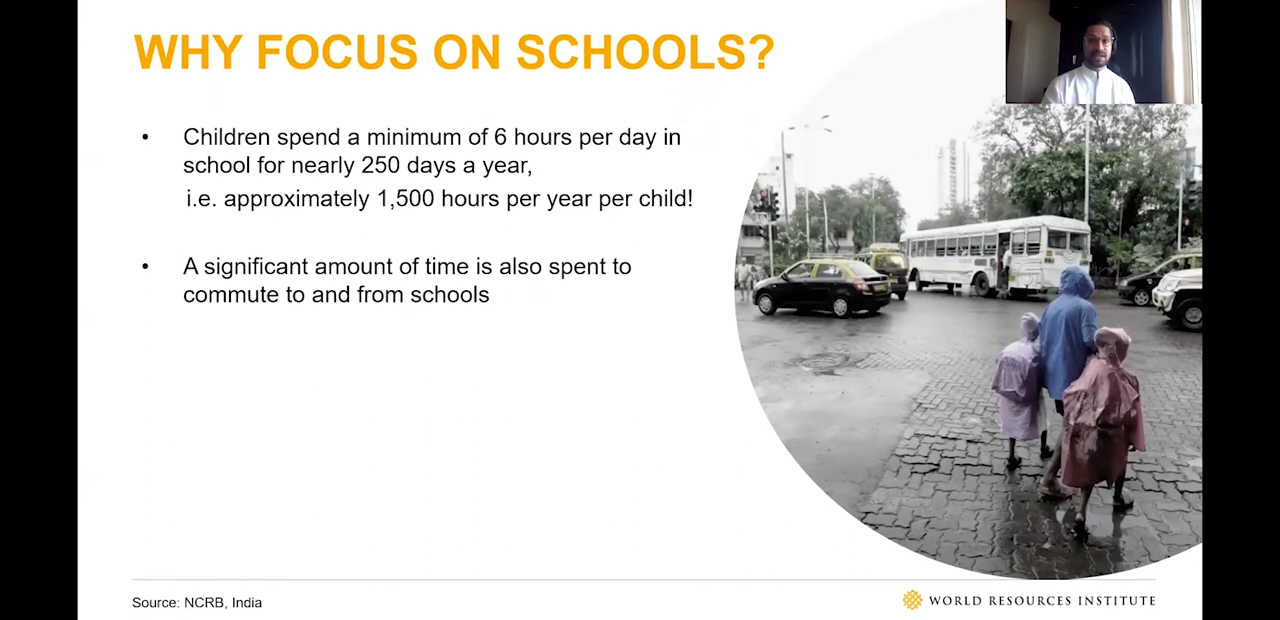 WHY FOCUS ON SCHOOLS?
• Children spend a minimum of 6 hours per day in
school for nearly 250 days a year,
i.e. approximately 1,500 hours per year per child!
• A significant amount of time is also spent to
commute to and from schools
Source: NCRB, India
WORLD RESOURCES INSTITUTE